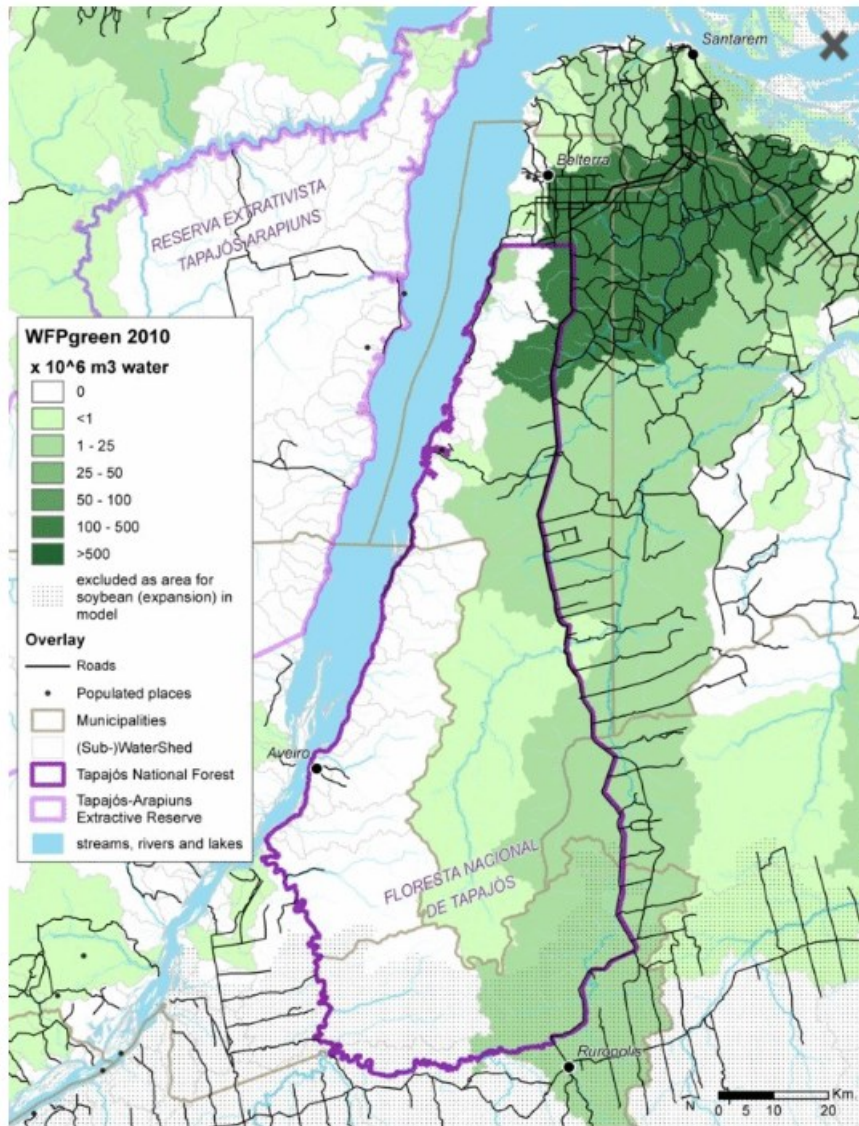 Santarem
Belterra
RESERVA EXTRATIVISTA
TAPAJÓS-ARAPIUNS
WFPgreen 2010
x 10^6 m3 water
0
<1
1 - 25
25 - 50
50 - 100
100 - 500
>500
excluded as area for
soybean (expansion) in
model
Overlay
Roads
Populated places
Municipalities
(Sub-)WaterShed
Tapajós National Forest
Tapajós-Arapiuns
Extractive Reserve
streams, rivers and lakes
Aveiro
FLORESTA NACIONAL
DE TAPAJÒS
Rurópolis
N
Km
0 5 10 20